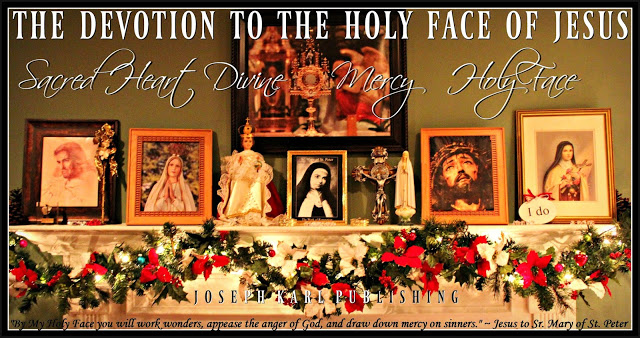 THE DEVOTION TO THE HOLY FACE OF JESUS
Sacred Heart Divine Mercy Holy Face
I do
JOSEPH KARL PUBLISHING
"By My Holy Face you will work wonders, appease the anger of God, and draw down mercy on sinners." ~ Jesus to Sr. Mary of St. Peter